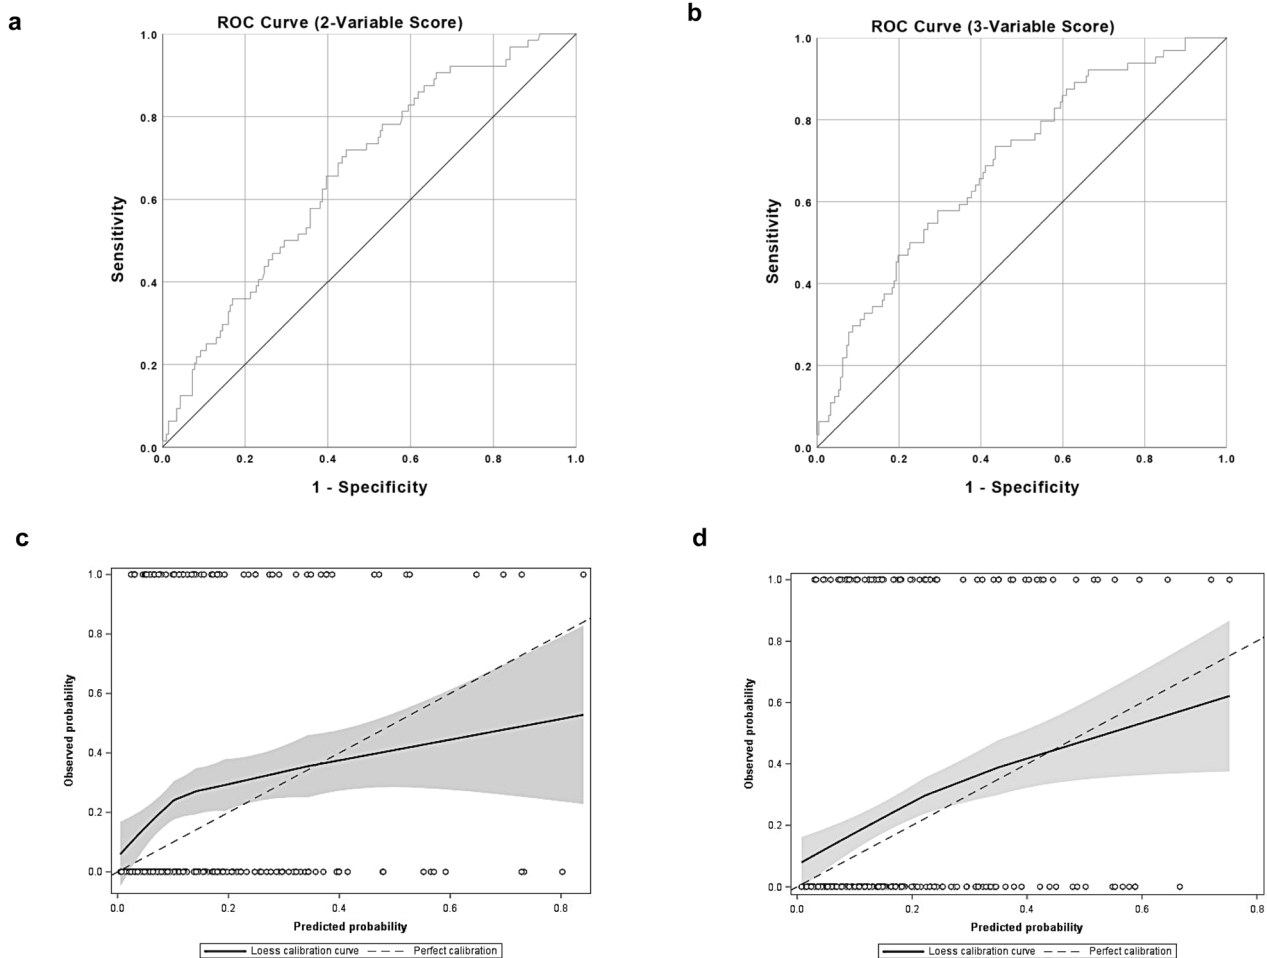 a
ROC Curve (2-Variable Score)
1.0
0.8
0.6
0.4
0.2
0.0
Sensitivity
0.0 0.2 0.4 0.6 0.8 1.0
1 - Specificity
b
ROC Curve (3-Variable Score)
1.0
0.8
0.6
0.4
0.2
0.0
Sensitivity
0.0 0.2 0.4 0.6 0.8 1.0
1 - Specificity
c
1.0
0.8
0.6
0.4
0.2
0.0
Observed probability
0.0 0.2 0.4 0.6 0.8
Predicted probability
Loess calibration curve Perfect calibration
d
1.0
0.8
0.6
0.4
0.2
0.0
Observed probability
0.0 0.2 0.4 0.6 0.8
Predicted probability
Loess calibration curve Perfect calibration